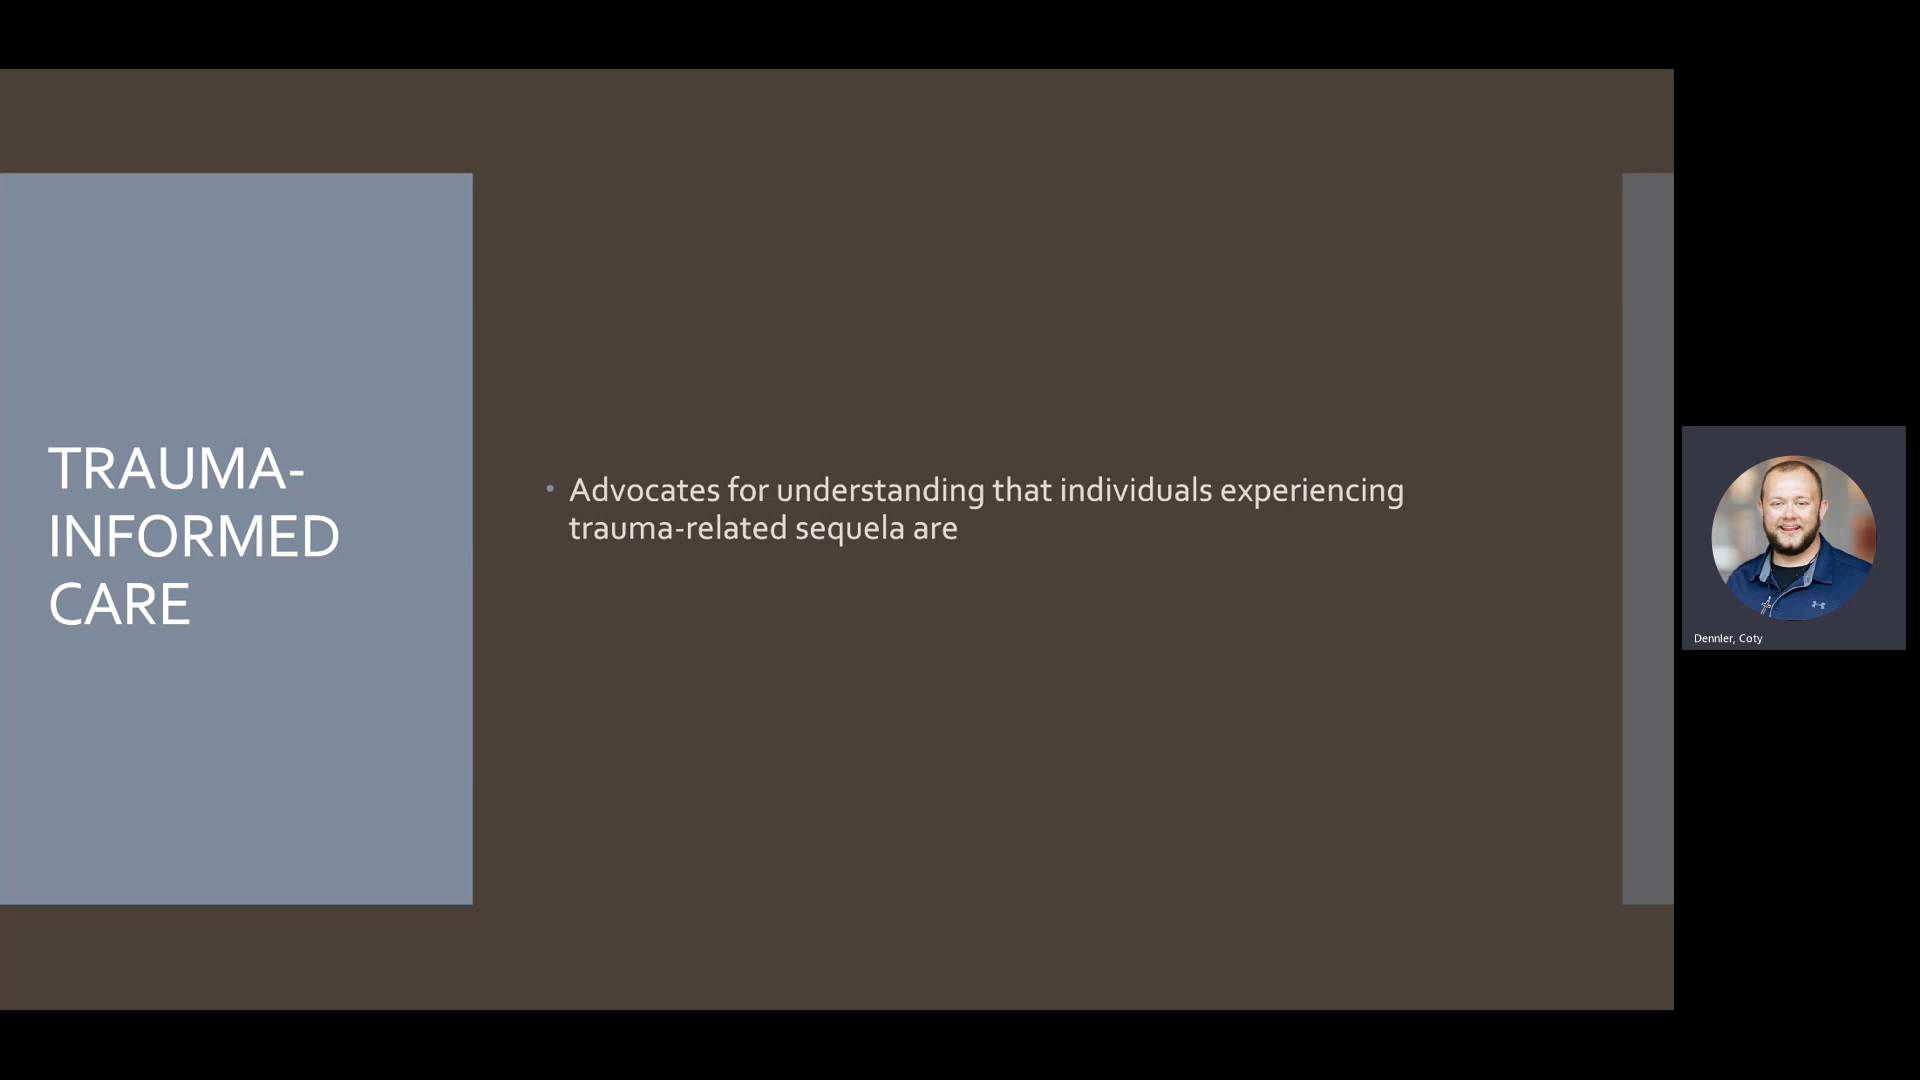 TRAUMA-
INFORMED
CARE
• Advocates for understanding that individuals experiencing
trauma-related sequela are
Dennler, Coty